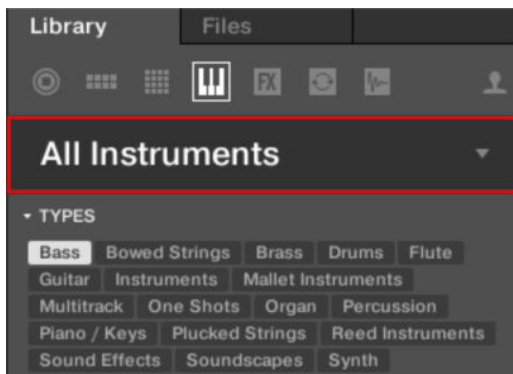 Library Files
FX
All Instruments
TYPES
Bass Bowed Strings Brass Drums Flute
Guitar Instruments Mallet Instruments
Multitrack One Shots Organ Percussion
Piano / Keys Plucked Strings Reed Instruments
Sound Effects Soundscapes Synth